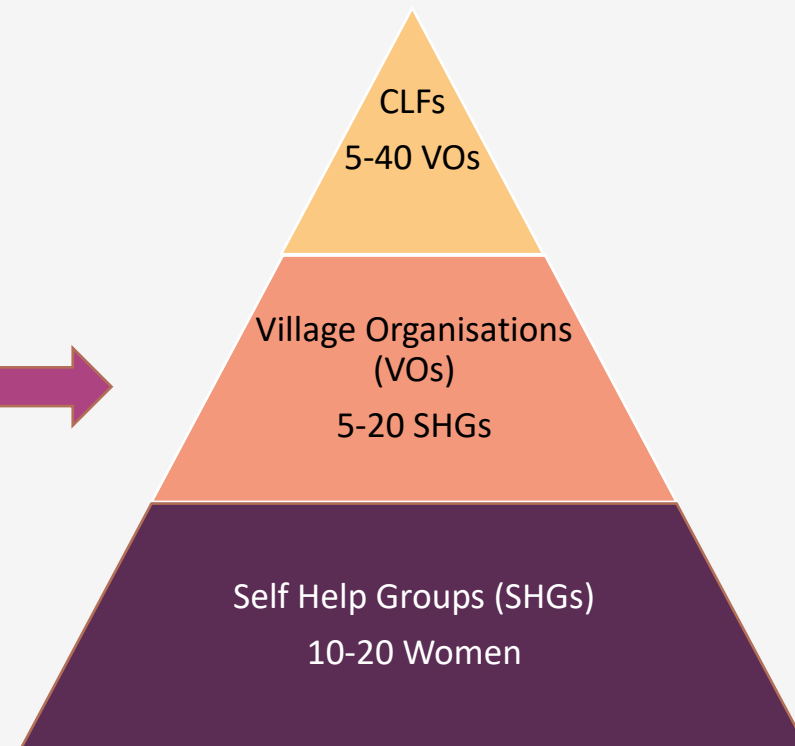 CLFs
5-40 VOs
Village Organisations
(VOs)
5-20 SHGs
Self Help Groups (SHGs)
10-20 Women